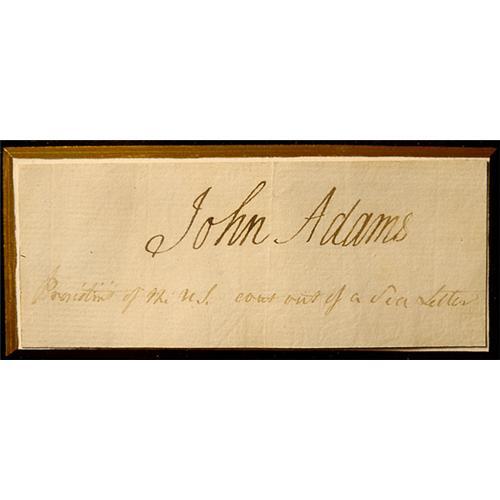 John Adams
President of the U.S. cut out of a Sea Letter